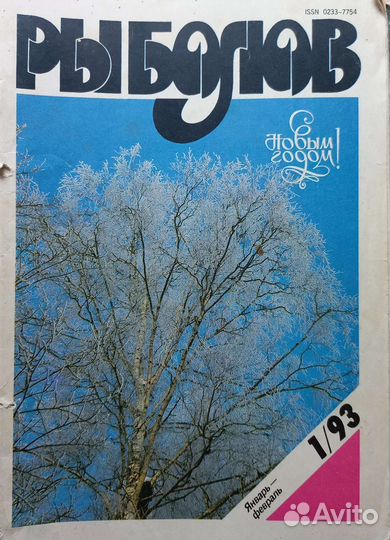 ISSN 0233-7754
РЫБОЛОВ
с Новым
годом!
1/93
Январь —
февраль
Avito